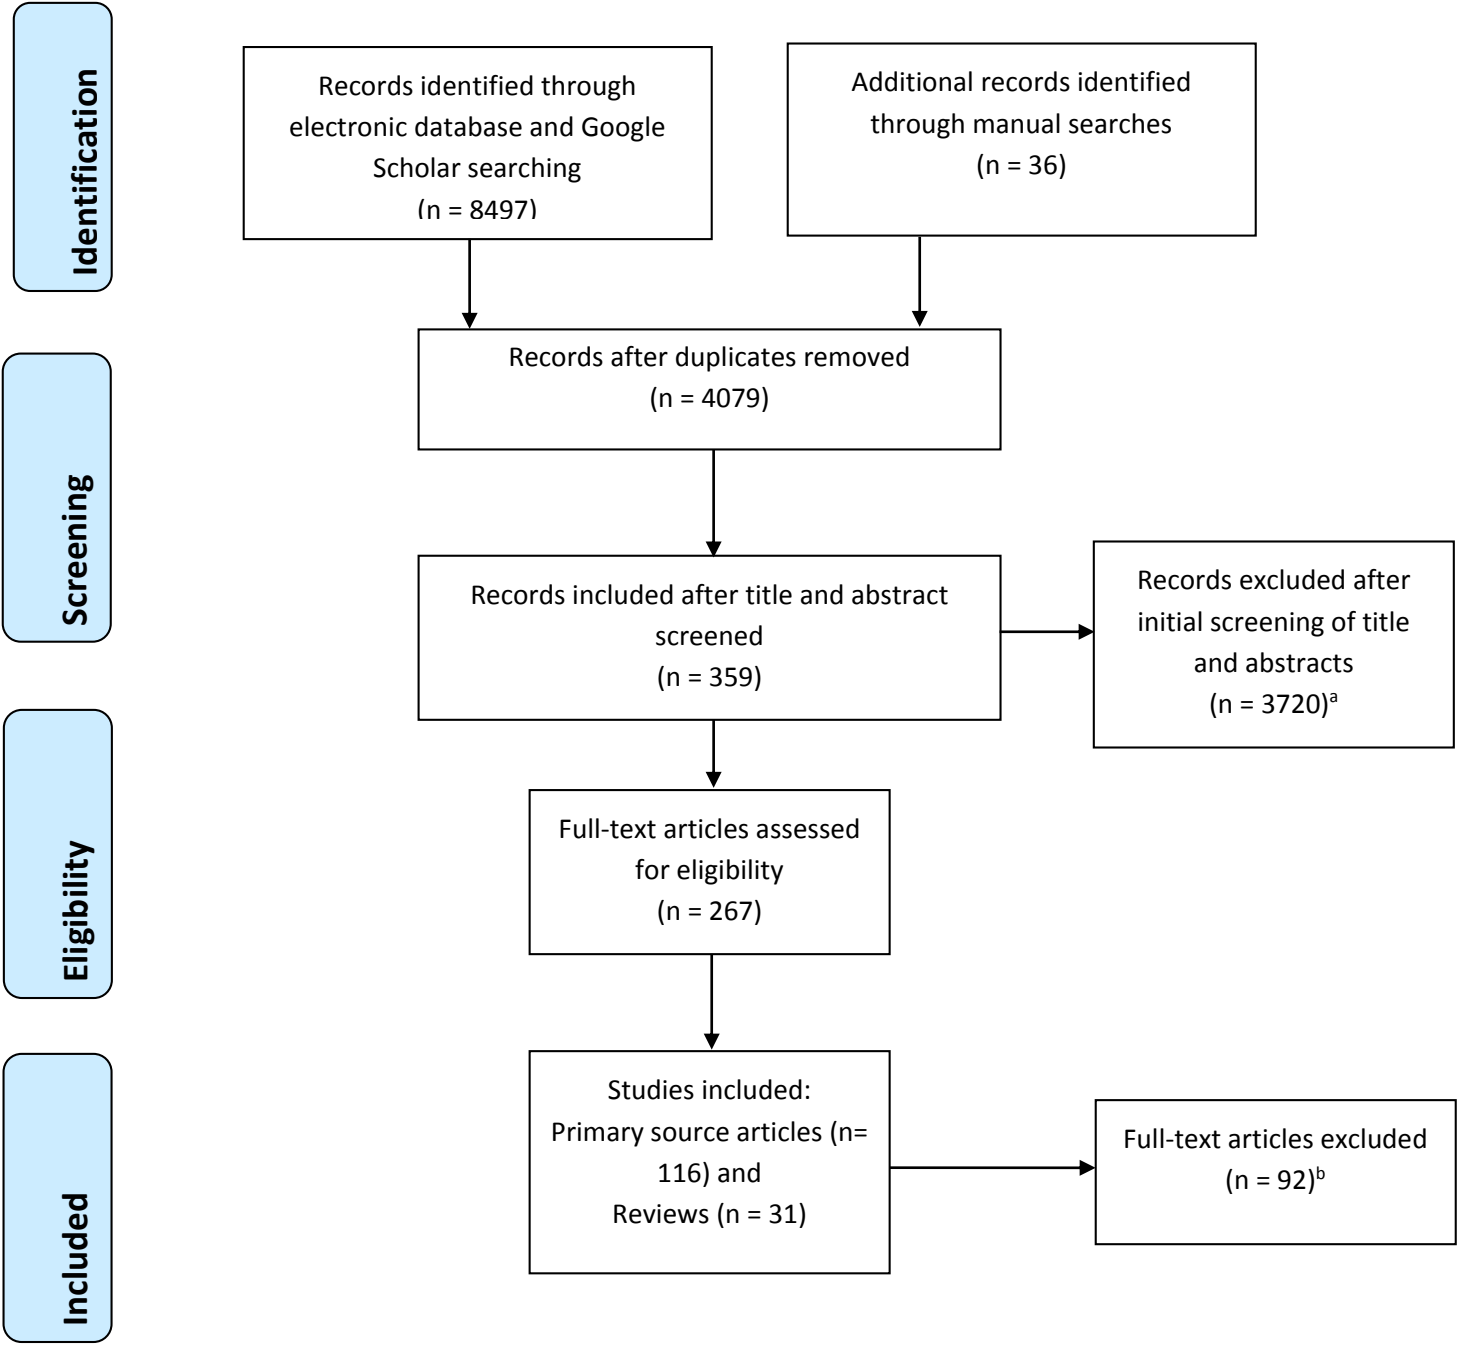 Identification
Records identified through
electronic database and Google
Scholar searching
(n = 8497)
Additional records identified
through manual searches
(n = 36)
Records after duplicates removed
(n = 4079)
Screening
Records included after title and abstract
screened
(n = 359)
Records excluded after
initial screening of title
and abstracts
(n = 3720)a
Eligibility
Full-text articles assessed
for eligibility
(n = 267)
Included
Studies included:
Primary source articles (n=
116) and
Reviews (n = 31)
Full-text articles excluded
(n = 92)b